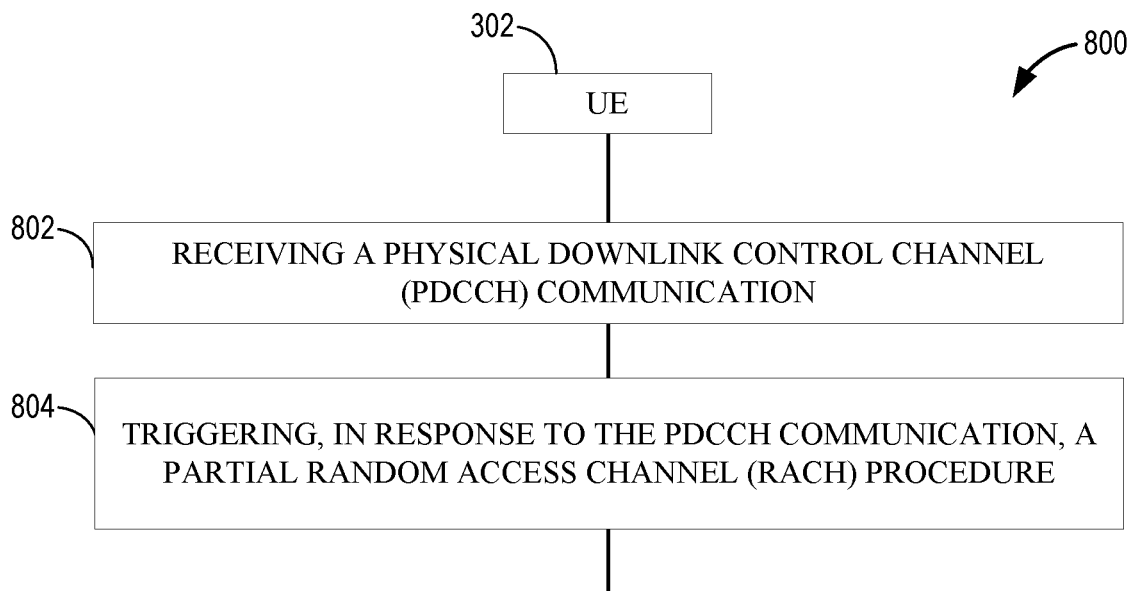 302
800
UE
802
RECEIVING A PHYSICAL DOWNLINK CONTROL CHANNEL
(PDCCH) COMMUNICATION
804
TRIGGERING, IN RESPONSE TO THE PDCCH COMMUNICATION, A
PARTIAL RANDOM ACCESS CHANNEL (RACH) PROCEDURE